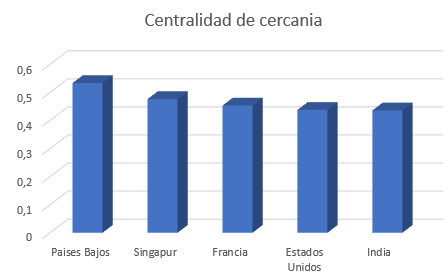 Centralidad de cercania
0,6
0,5
0,4
0,3
0,2
0,1
0
Paises Bajos
Singapur
Francia
Estados
Unidos
India